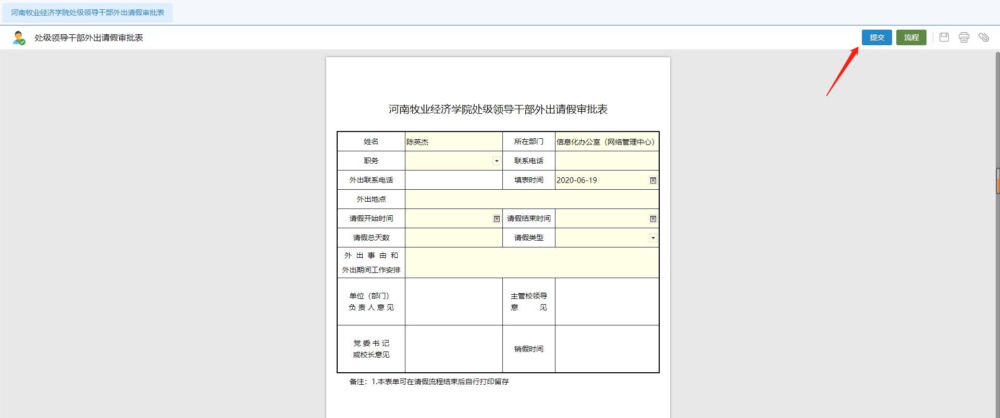 河南牧业经济学院处级领导干部外出请假审批表
处级领导干部外出请假审批表
提交
流程
河南牧业经济学院处级领导干部外出请假审批表
姓名
陈英杰
所在部门
信息化办公室（网络管理中心）
职务
联系电话
外出联系电话
填表时间
2020-06-19
外出地点
请假开始时间
请假结束时间
请假总天数
请假类型
外 出 事 由 和
外出期间工作安排
单位（部门）
负 责 人 意 见
主管校领导
意 见
党 委 书 记
或校长意见
销假时间
备注：1.本表单可在请假流程结束后自行打印留存